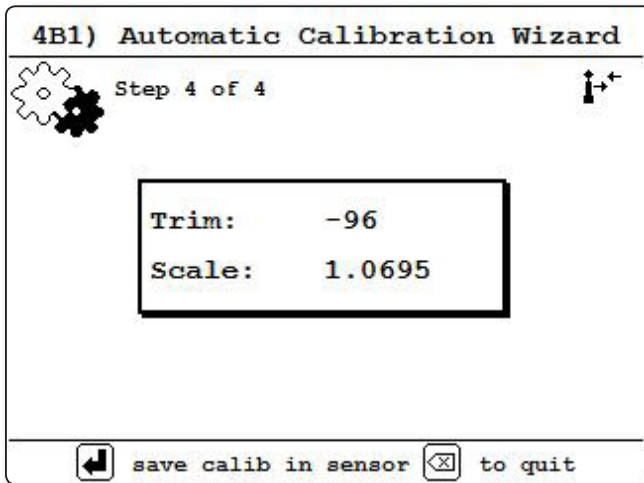 4B1) Automatic Calibration Wizard
Step 4 of 4
Trim: -96
Scale: 1.0695
save calib in sensor to quit